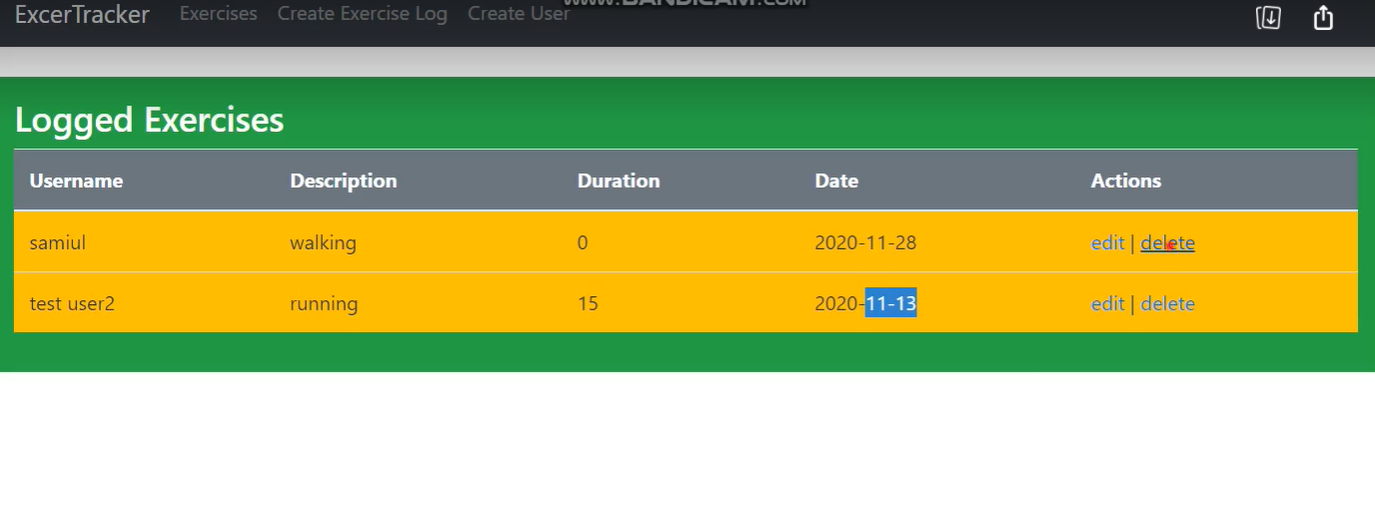 www.BANDICAM.COM
ExcerTracker Exercises Create Exercise Log Create User
Logged Exercises
Username Description Duration Date Actions
samiul walking 0 2020-11-28 edit | delete
test user2 running 15 2020-11-13 edit | delete